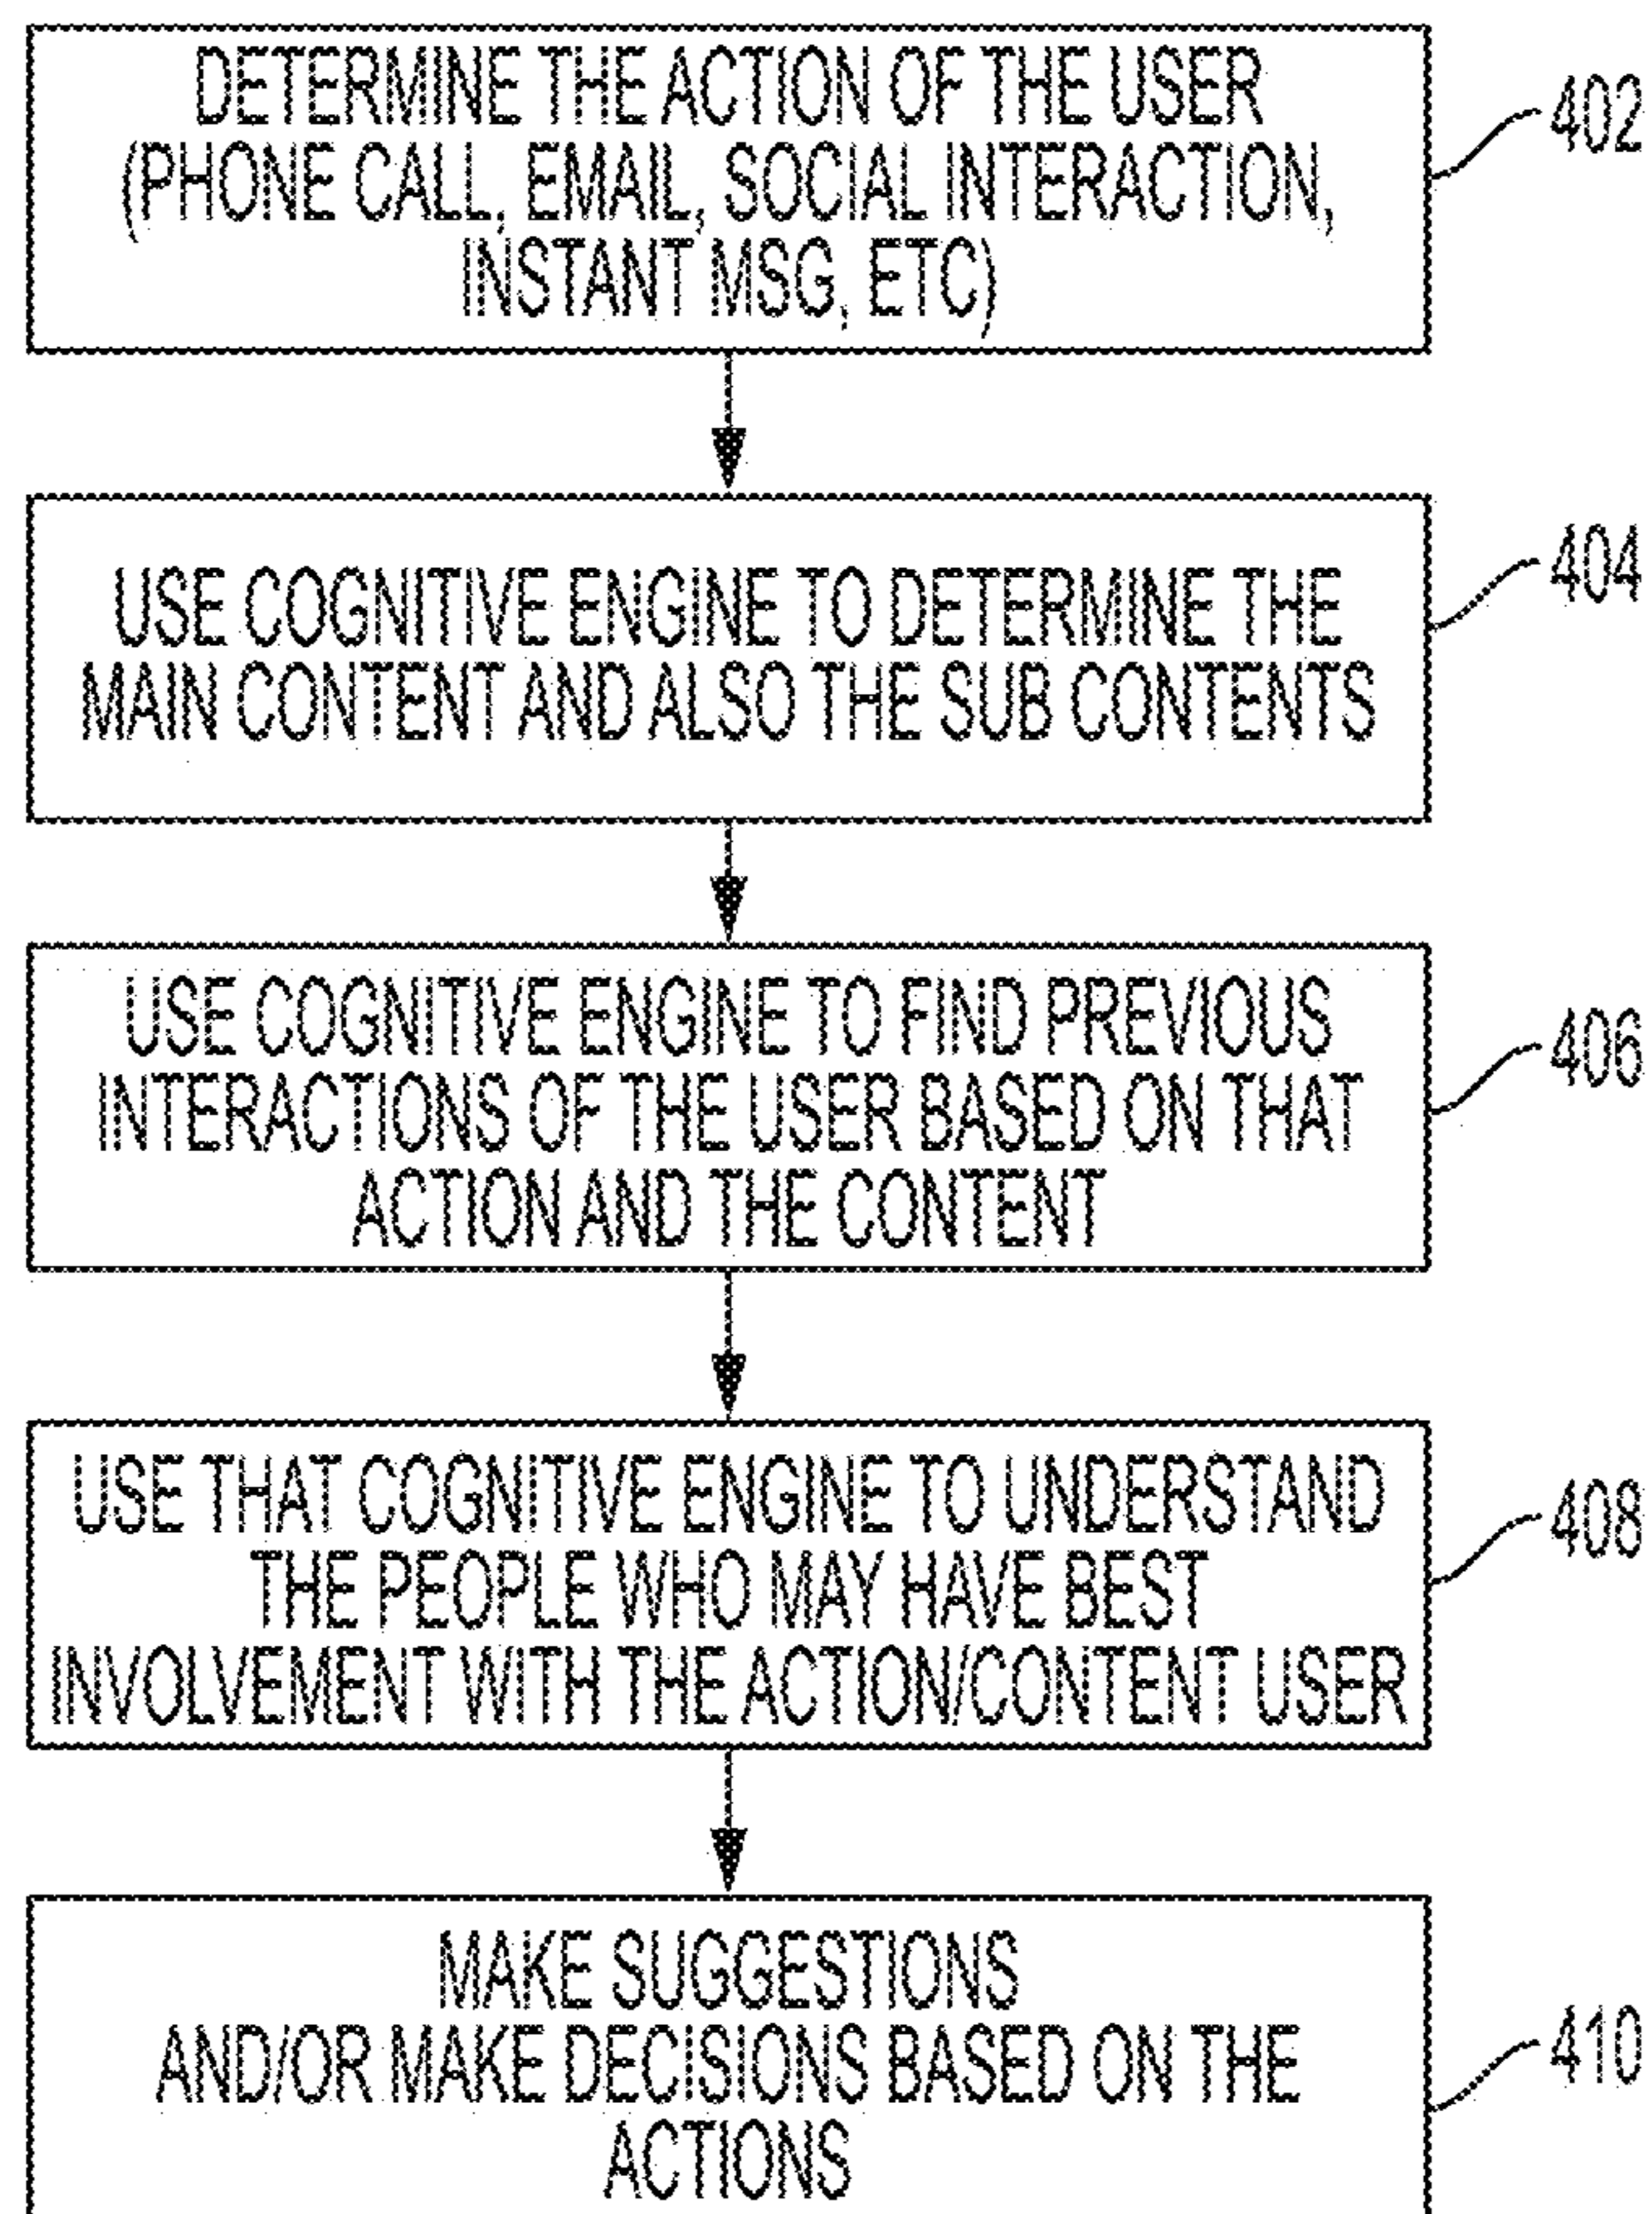 DETERMINE THE ACTION OF THE USER
(PHONE CALL, EMAIL, SOCIAL INTERACTION,
INSTANT MSG, ETC)
402
USE COGNITIVE ENGINE TO DETERMINE THE
MAIN CONTENT AND ALSO THE SUB CONTENTS
404
USE COGNITIVE ENGINE TO FIND PREVIOUS
INTERACTIONS OF THE USER BASED ON THAT
ACTION AND THE CONTENT
406
USE THAT COGNITIVE ENGINE TO UNDERSTAND
THE PEOPLE WHO MAY HAVE BEST
INVOLVEMENT WITH THE ACTION/CONTENT USER
408
MAKE SUGGESTIONS
AND/OR MAKE DECISIONS BASED ON THE
ACTIONS
410